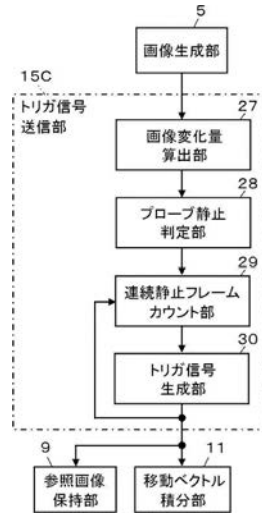 5
画像生成部
15C
トリガ信号
送信部
27
画像変化量
算出部
28
プローブ静止
判定部
29
連続静止フレーム
カウント部
30
トリガ信号
生成部
9
参照画像
保持部
11
移動ベクトル
積分部